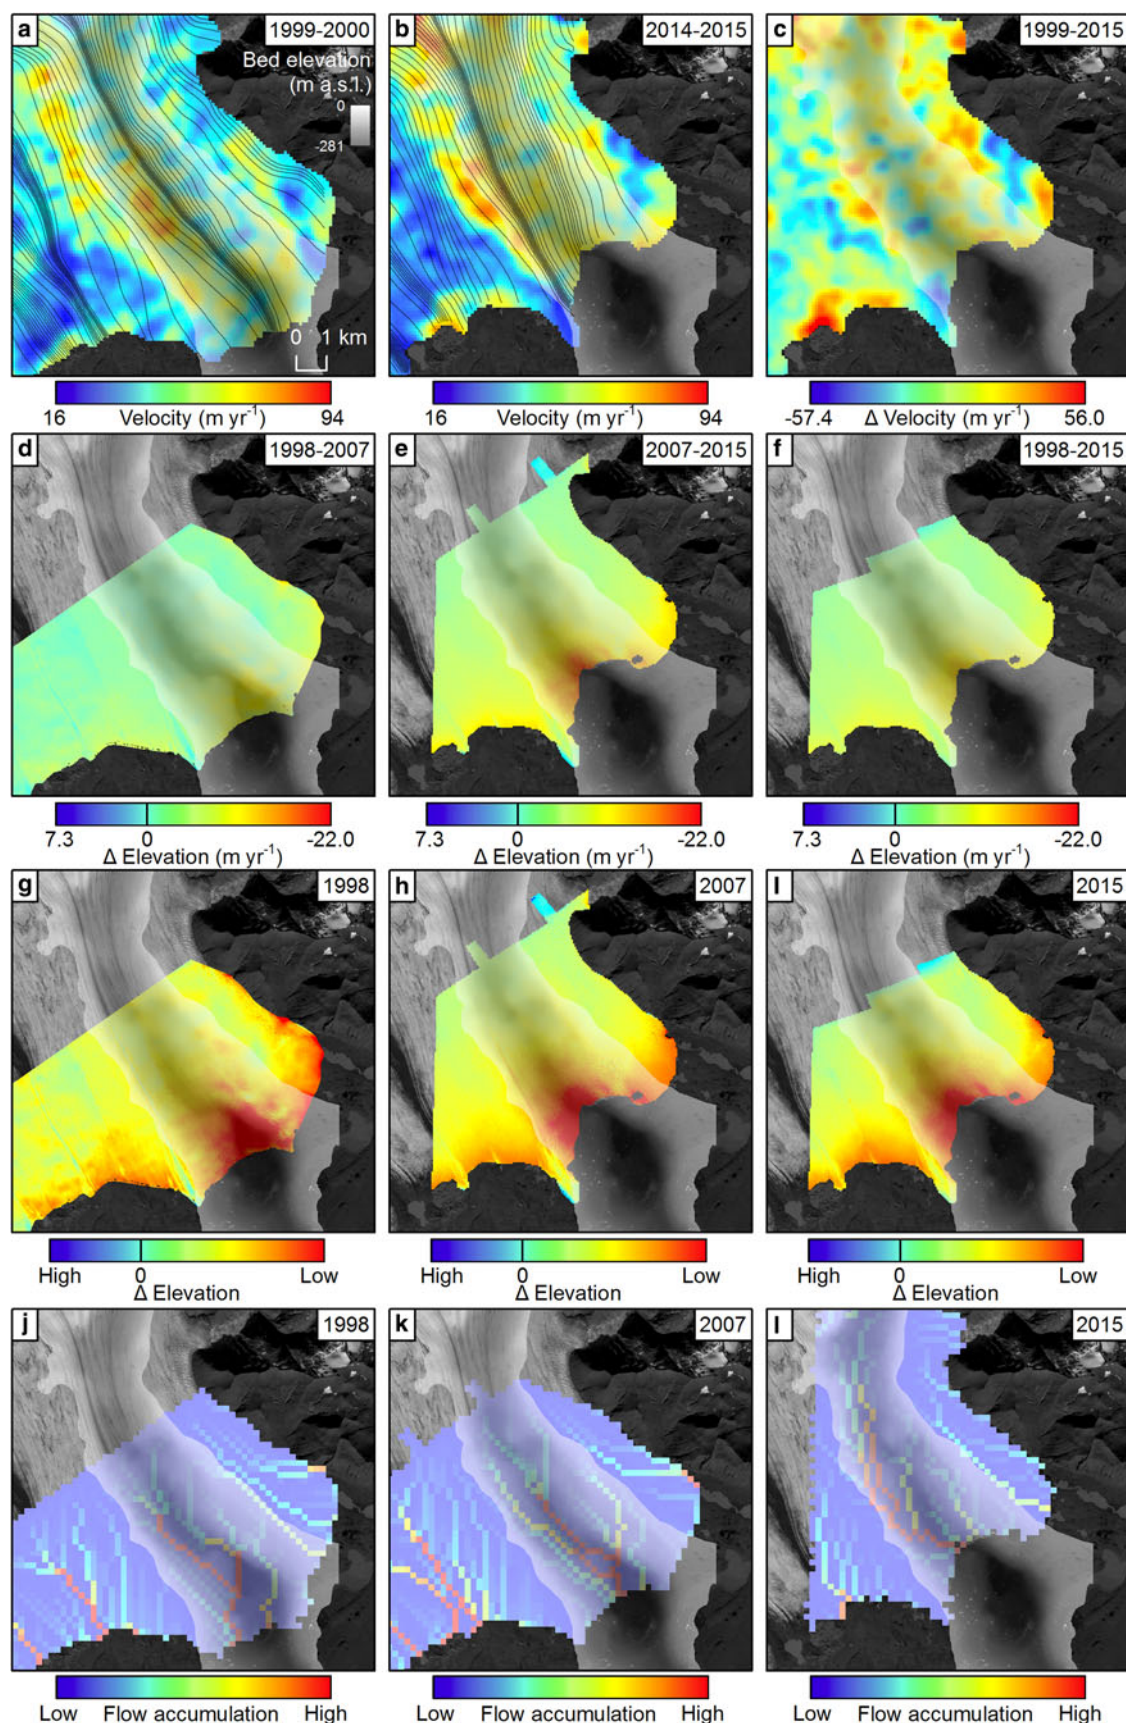 a 1999-2000
Bed elevation
(m a.s.l.)
0
-281
0 1 km
b 2014-2015
c 1999-2015
16 Velocity (m yr-1) 94
16 Velocity (m yr-1) 94
-57.4 Δ Velocity (m yr-1) 56.0
d 1998-2007
e 2007-2015
f 1998-2015
7.3 0 -22.0
Δ Elevation (m yr-1)
7.3 0 -22.0
Δ Elevation (m yr-1)
7.3 0 -22.0
Δ Elevation (m yr-1)
g 1998
h 2007
I 2015
High 0 Low
Δ Elevation
High 0 Low
Δ Elevation
High 0 Low
Δ Elevation
j 1998
k 2007
l 2015
Low Flow accumulation High
Low Flow accumulation High
Low Flow accumulation High